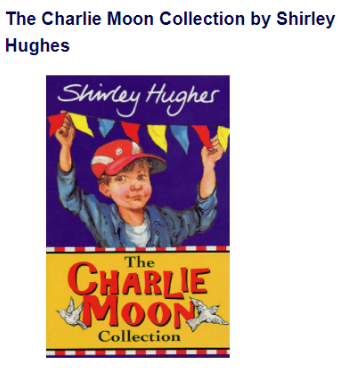 The Charlie Moon Collection by Shirley
Hughes
Shirley Hughes
The
CHARLIE
MOON
Collection